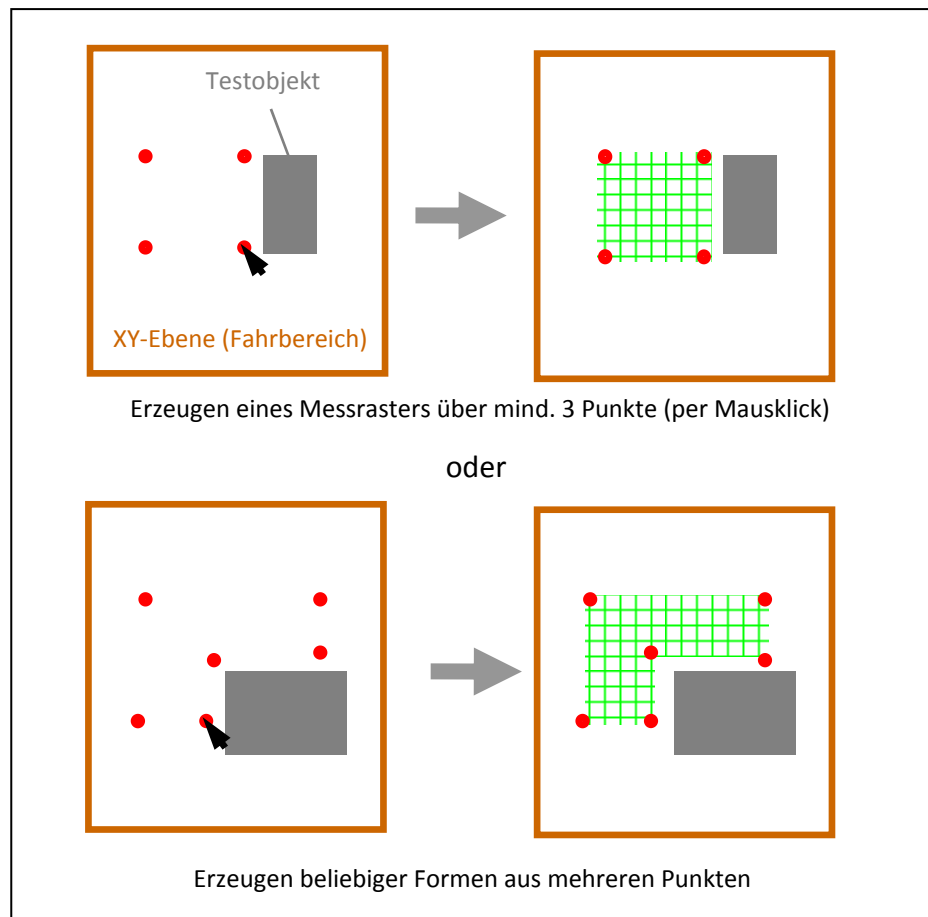 Testobjekt
XY-Ebene (Fahrbereich)
Erzeugen eines Messrasters über mind. 3 Punkte (per Mausklick)
oder
Erzeugen beliebiger Formen aus mehreren Punkten